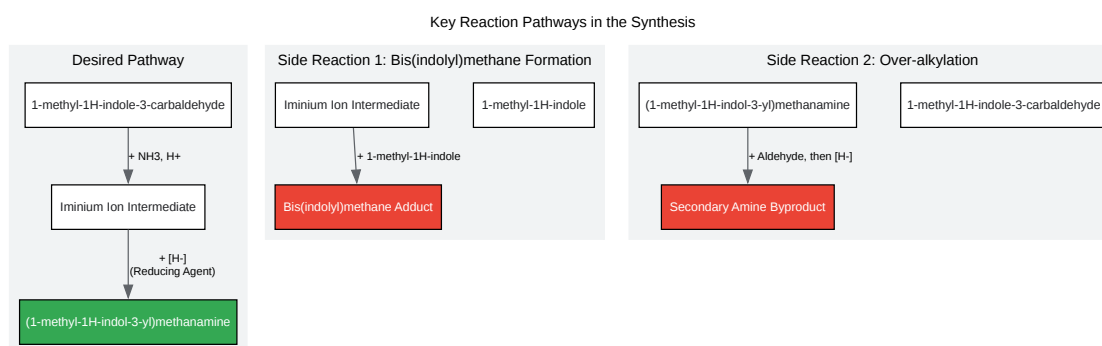 Key Reaction Pathways in the Synthesis
Desired Pathway
1-methyl-1H-indole-3-carbaldehyde
+ NH3, H+
Iminium Ion Intermediate
+ [H-]
(Reducing Agent)
(1-methyl-1H-indol-3-yl)methanamine
Side Reaction 1: Bis(indolyl)methane Formation
Iminium Ion Intermediate
1-methyl-1H-indole
+ 1-methyl-1H-indole
Bis(indolyl)methane Adduct
Side Reaction 2: Over-alkylation
(1-methyl-1H-indol-3-yl)methanamine
1-methyl-1H-indole-3-carbaldehyde
+ Aldehyde, then [H-]
Secondary Amine Byproduct